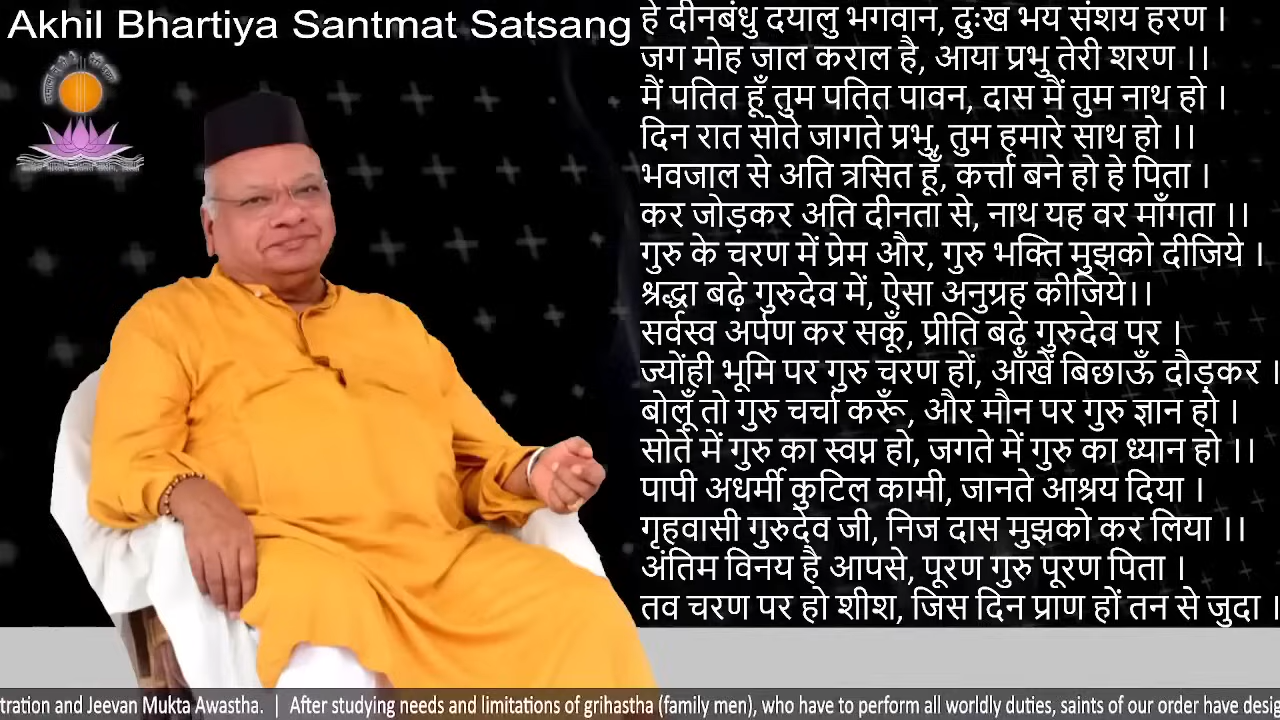 Akhil Bhartiya Santmat Satsang
हे दीनबंधु दयालु भगवान, दुःख भय संशय हरण ।
जग मोह जाल कराल है, आया प्रभु तेरी शरण ।।
मैं पतित हूँ तुम पतित पावन, दास मैं तुम नाथ हो ।
दिन रात सोते जागते प्रभु, तुम हमारे साथ हो ।।
भवजाल से अति त्रसित हूँ, कर्त्ता बने हो हे पिता ।
कर जोड़कर अति दीनता से, नाथ यह वर माँगता ।।
गुरु के चरण में प्रेम और, गुरु भक्ति मुझको दीजिये ।
श्रद्धा बढ़े गुरुदेव में, ऐसा अनुग्रह कीजिये।।
सर्वस्व अर्पण कर सकूँ, प्रीति बढ़े गुरुदेव पर ।
ज्योंही भूमि पर गुरु चरण हों, आँखें बिछाऊँ दौड़कर ।
बोलूँ तो गुरु चर्चा करूँ, और मौन पर गुरु ज्ञान हो ।
सोते में गुरु का स्वप्न हो, जगते में गुरु का ध्यान हो ।।
पापी अधर्मी कुटिल कामी, जानते आश्रय दिया ।
गृहवासी गुरुदेव जी, निज दास मुझको कर लिया ।।
अंतिम विनय है आपसे, पूरण गुरु पूरण पिता ।
तव चरण पर हो शीश, जिस दिन प्राण हों तन से जुदा ।
tration and Jeevan Mukta Awastha. | After studying needs and limitations of grihastha (family men), who have to perform all worldly duties, saints of our order have desig